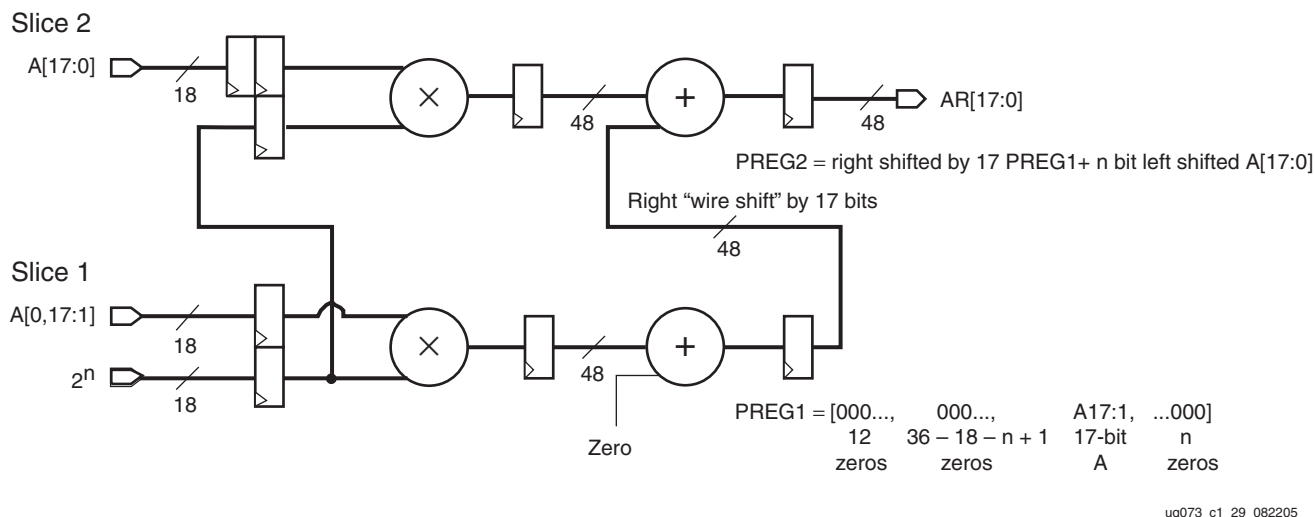 Slice 2
A[17:0]
18
×
48
+
48
AR[17:0]
PREG2 = right shifted by 17 PREG1+ n bit left shifted A[17:0]
Right “wire shift” by 17 bits
48
Slice 1
A[0,17:1]
18
2n
18
×
48
+
Zero
PREG1 = [000..., 000..., A17:1, ...000]
12 36 – 18 – n + 1 17-bit n
zeros zeros A zeros
ug073_c1_29_082205